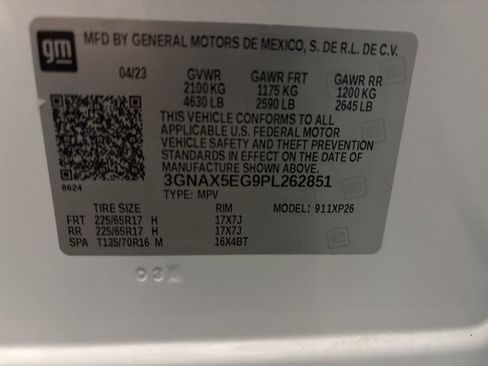 gm
MFD BY GENERAL MOTORS DE MEXICO, S. DE R.L. DE C.V.
04/23 GVWR GAWR FRT GAWR RR
2100 KG 1175 KG 1200 KG
4630 LB 2590 LB 2645 LB
THIS VEHICLE CONFORMS TO ALL
APPLICABLE U.S. FEDERAL MOTOR
VEHICLE SAFETY AND THEFT PREVENTION
STANDARDS IN EFFECT ON THE DATE OF
MANUFACTURE SHOWN ABOVE.
0624 3GNAX5EG9PL262851
TYPE: MPV
TIRE SIZE RIM MODEL: 911XP26
FRT 225/65R17 H 17X7J
RR 225/65R17 H 17X7J
SPA T135/70R16 M 16X4BT